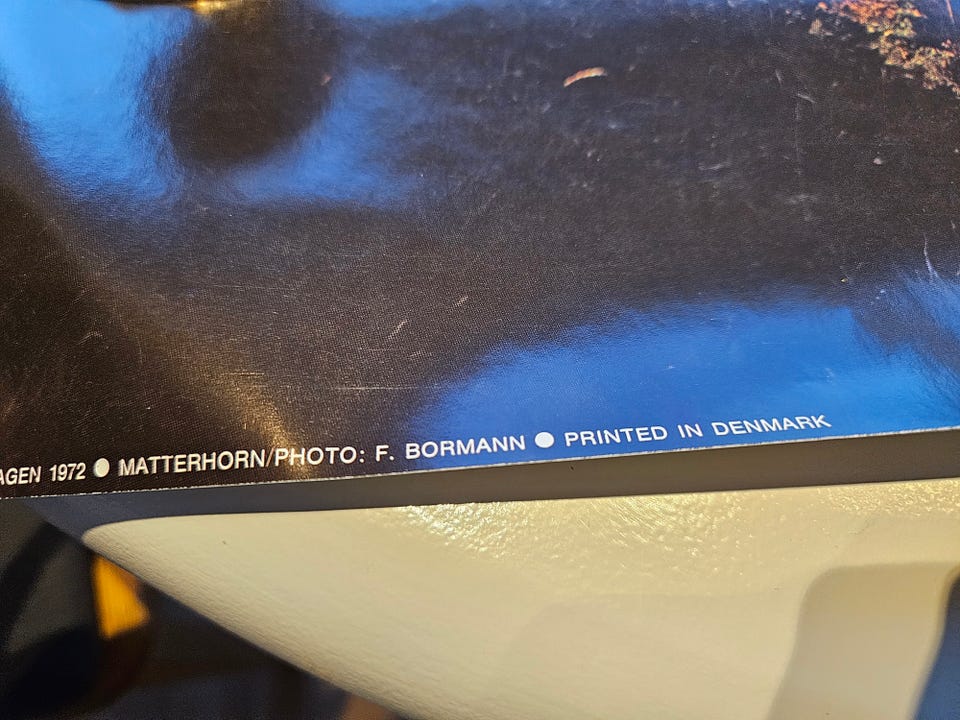 AGEN 1972 ● MATTERHORN/PHOTO: F. BORMANN ● PRINTED IN DENMARK